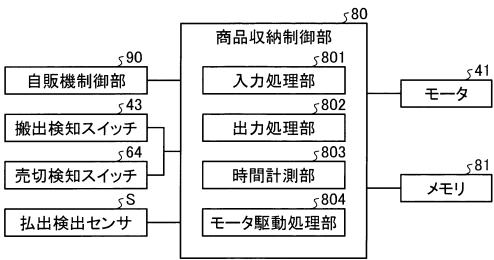 80
商品収納制御部
90
自販機制御部
43
搬出検知スイッチ
64
売切検知スイッチ
S
払出検出センサ
801
入力処理部
802
出力処理部
803
時間計測部
804
モータ駆動処理部
41
モータ
81
メモリ